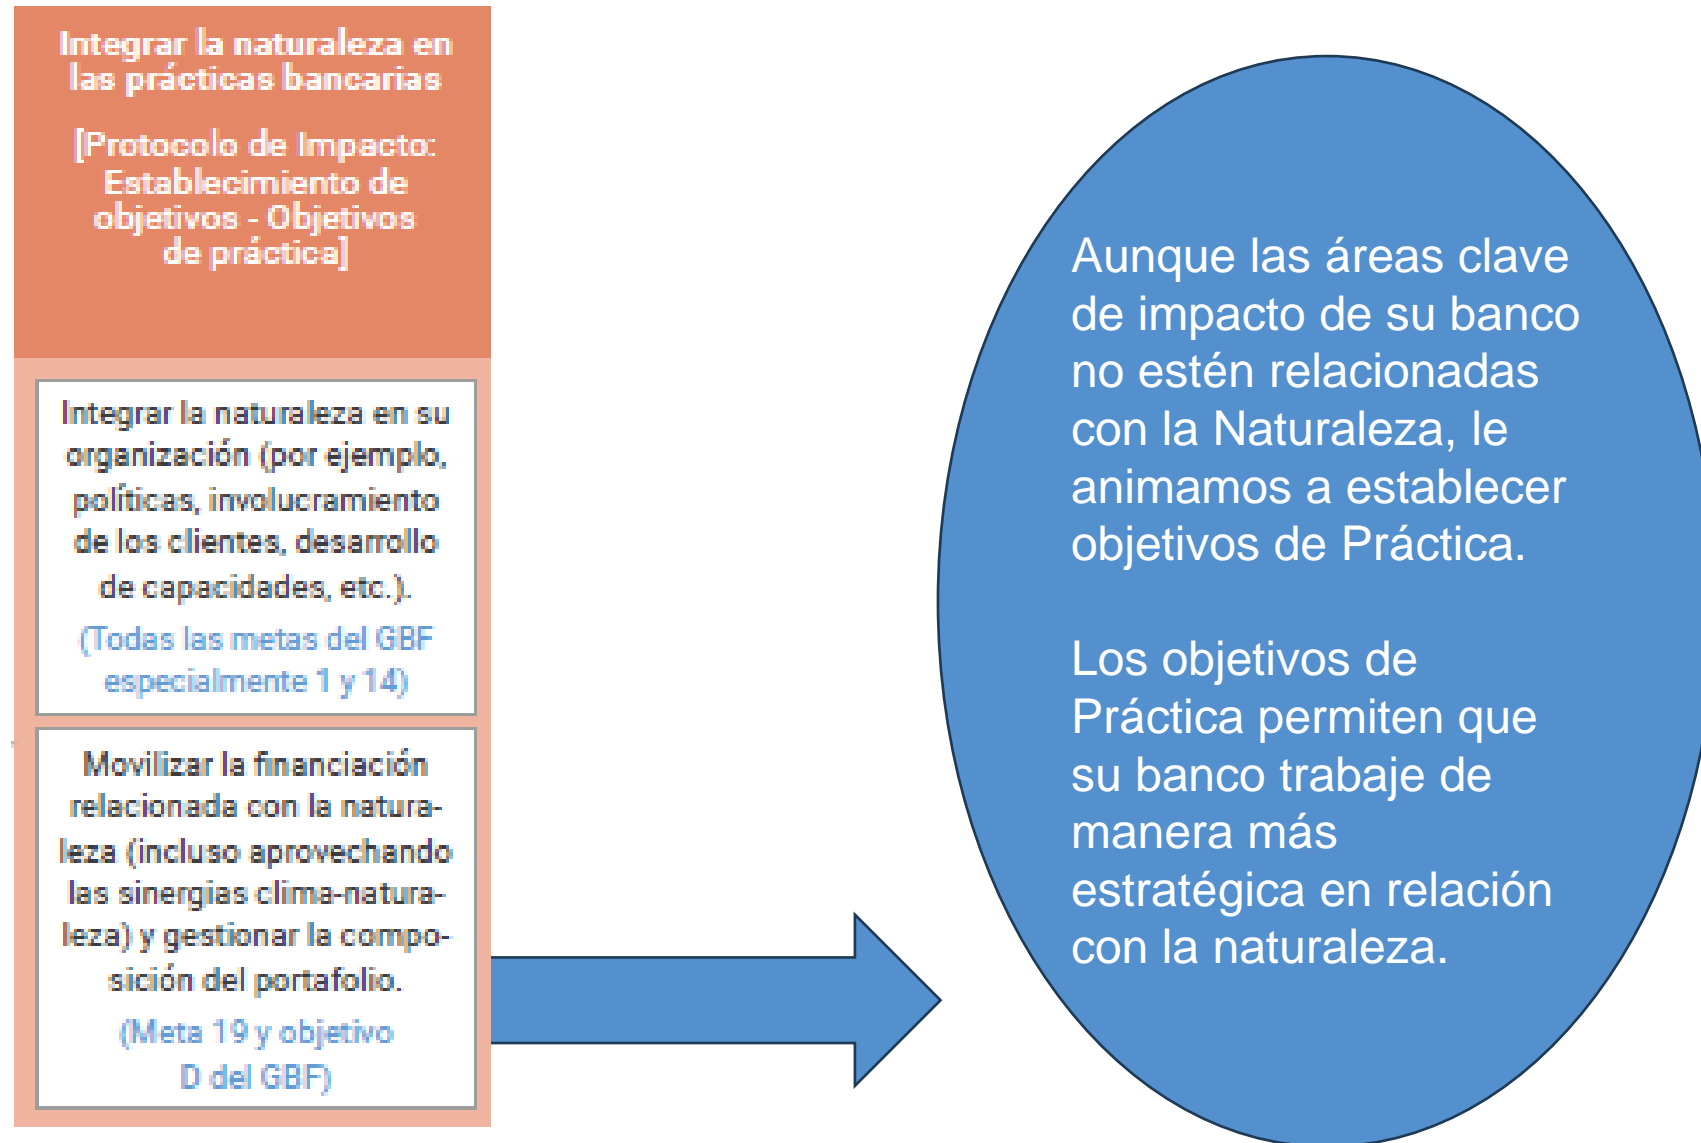 Integrar la naturaleza en
las prácticas bancarias
[Protocolo de Impacto:
Establecimiento de
objetivos - Objetivos
de práctica]
Integrar la naturaleza en su
organización (por ejemplo,
políticas, involucramiento
de los clientes, desarrollo
de capacidades, etc.).
(Todas las metas del GBF
especialmente 1 y 14)
Movilizar la financiación
relacionada con la natura-
leza (incluso aprovechando
las sinergias clima-natura-
leza) y gestionar la compo-
sición del portafolio.
(Meta 19 y objetivo
D del GBF)
Aunque las áreas clave
de impacto de su banco
no estén relacionadas
con la Naturaleza, le
animamos a establecer
objetivos de Práctica.
Los objetivos de
Práctica permiten que
su banco trabaje de
manera más
estratégica en relación
con la naturaleza.